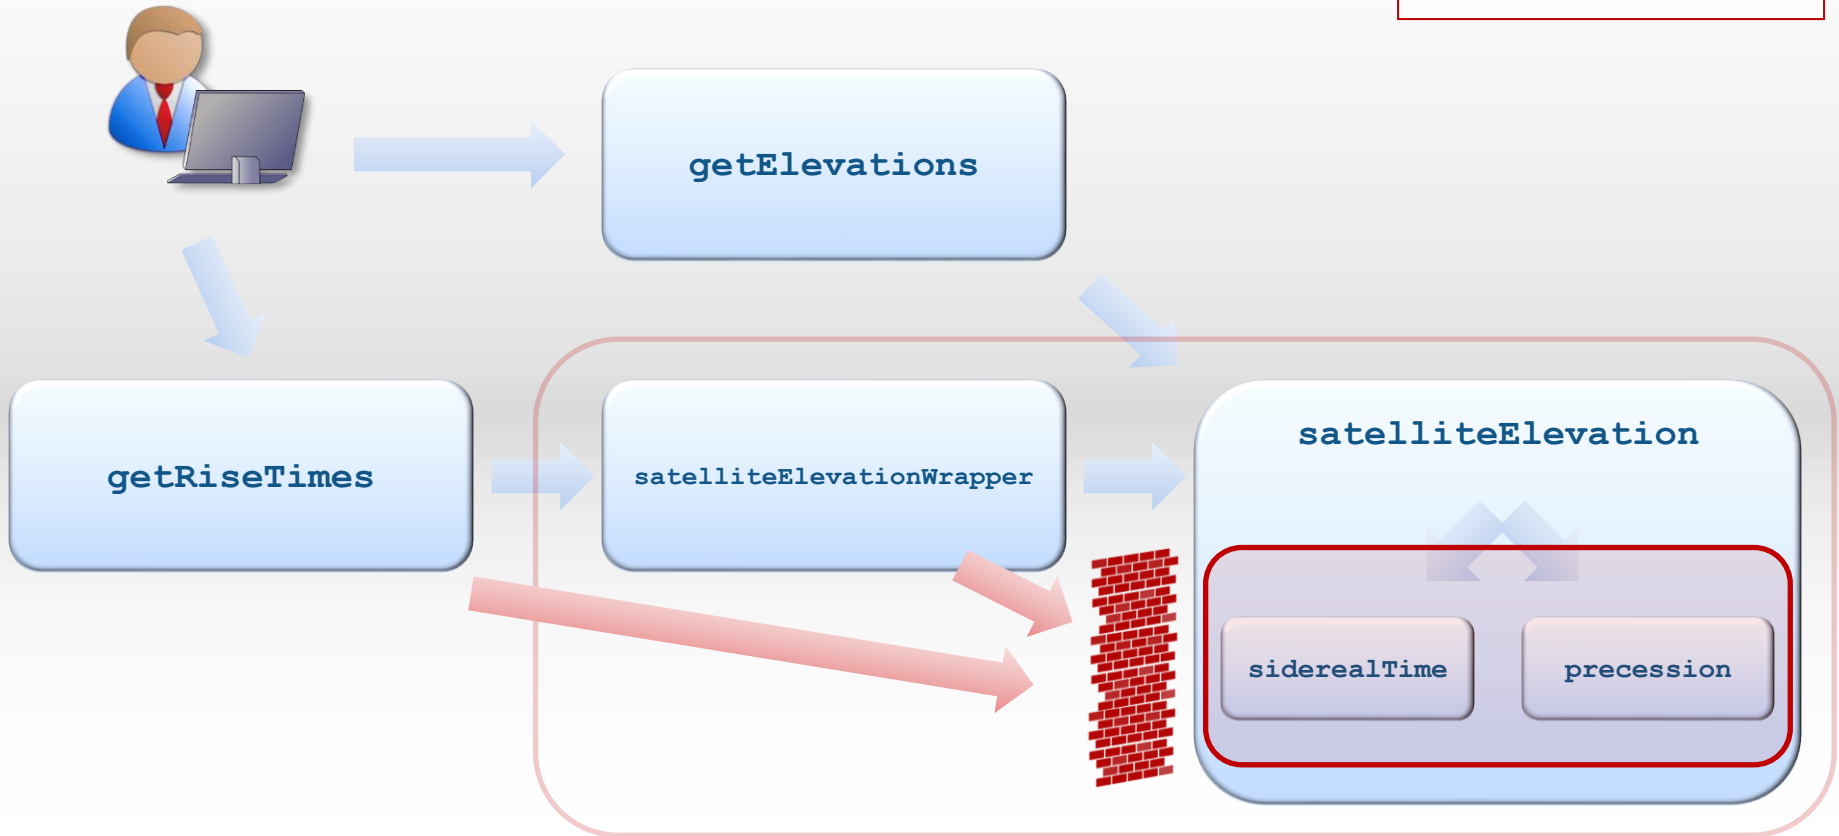 getElevations
getRiseTimes
satelliteElevationWrapper
satelliteElevation
siderealTime
precession